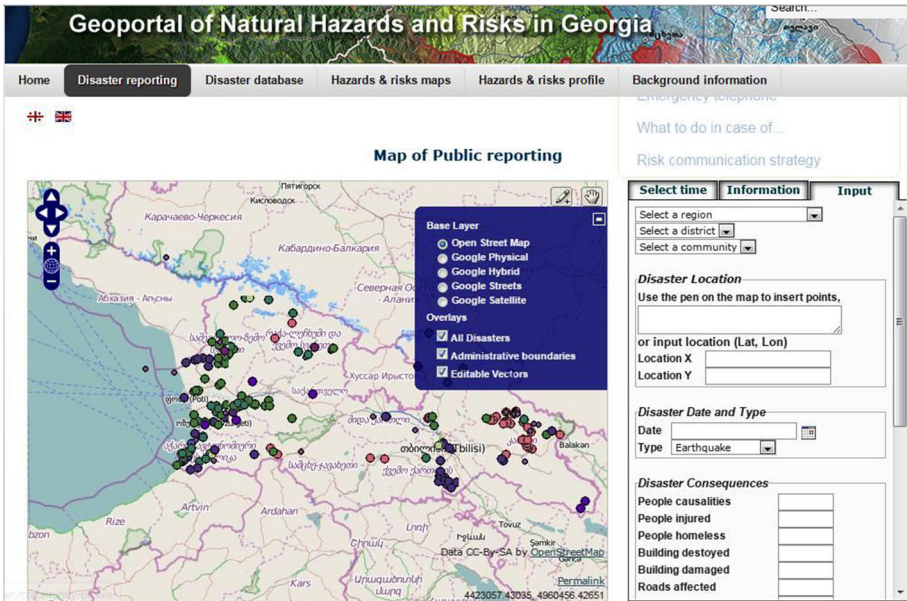 Search...
Geoportal of Natural Hazards and Risks in Georgia
Home Disaster reporting Disaster database Hazards & risks maps Hazards & risks profile Background information
Emergency telephone
What to do in case of...
Risk communication strategy
Map of Public reporting
Select time Information Input
Select a region
Select a district
Select a community
Disaster Location
Use the pen on the map to insert points,
or input location (Lat, Lon)
Location X
Location Y
Disaster Date and Type
Date
Type Earthquake
Disaster Consequences
People causalities
People injured
People homeless
Building destoyed
Building damaged
Roads affected
Base Layer
Open Street Map
Google Physical
Google Hybrid
Google Streets
Google Satellite
Overlays
All Disasters
Administrative boundaries
Editable Vectors
Пятигорск
Кисловодск
Карачаево-Черкесия
Кабардино-Балкария
Северная
- Алани
Абхазия - Аҧсны
Хуссар Ирыстон
(Poti)
Tbilisi)
Balakən
Artvin
Ardahan
Rize
bzon
Kars
Լոռի
Շիրակ
Tovuz
Şəmkir
Data CC-By-SA by OpenStreetMap
Permalink
4423057.43035, 4960456.42651